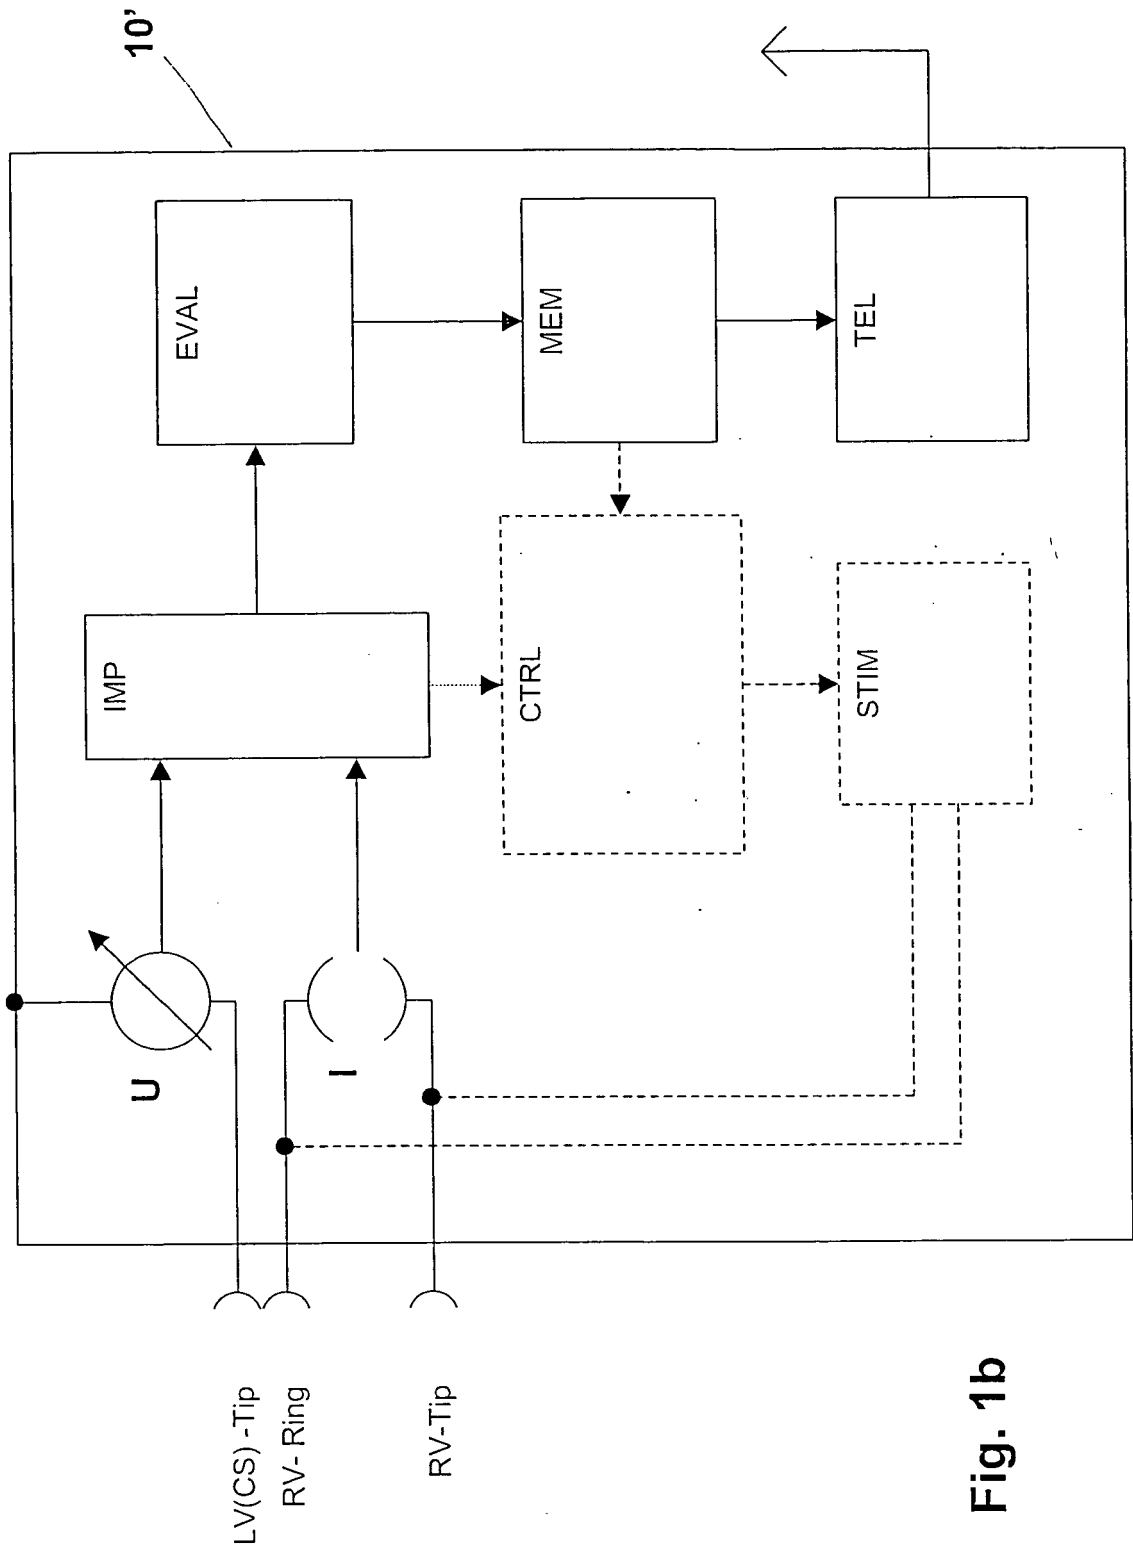 10'
EVAL
MEM
TEL
IMP
CTRL
STIM
U
I
LV(CS) -Tip
RV- Ring
RV-Tip
Fig. 1b